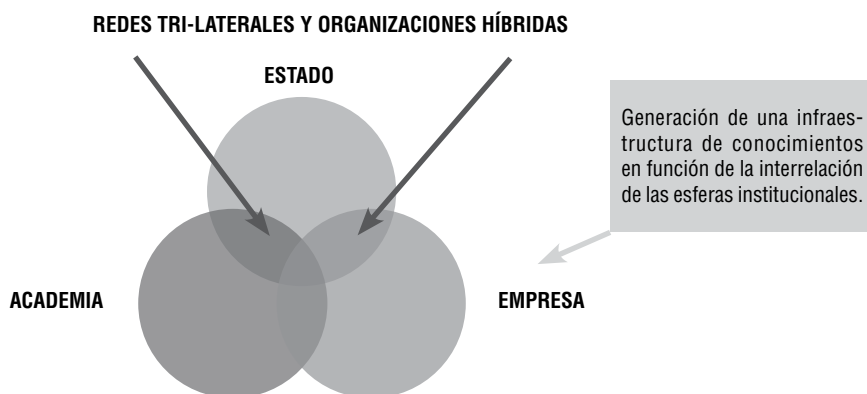 REDES TRI-LATERALES Y ORGANIZACIONES HÍBRIDAS
ESTADO
Generación de una infraes-
tructura de conocimientos
en función de la interrelación
de las esferas institucionales.
ACADEMIA
EMPRESA